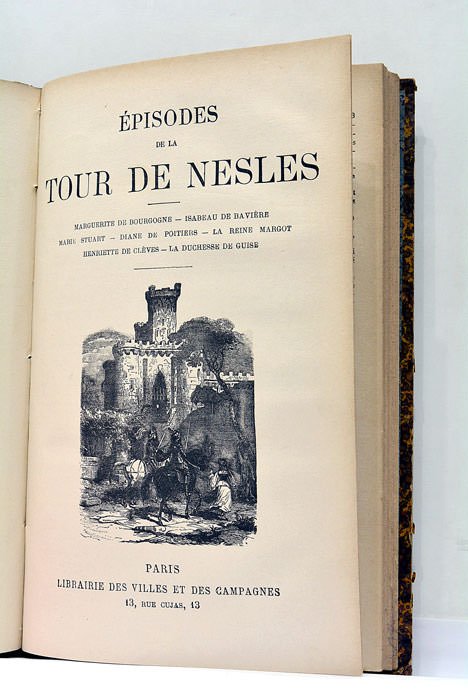 ÉPISODES
DE LA
TOUR DE NESLES
MARGUERITE DE BOURGOGNE — ISABEAU DE BAVIÈRE
MARIE STUART — DIANE DE POITIERS — LA REINE MARGOT
HENRIETTE DE CLÈVES — LA DUCHESSE DE GUISE
PARIS
LIBRAIRIE DES VILLES ET DES CAMPAGNES
13, RUE CUJAS, 13